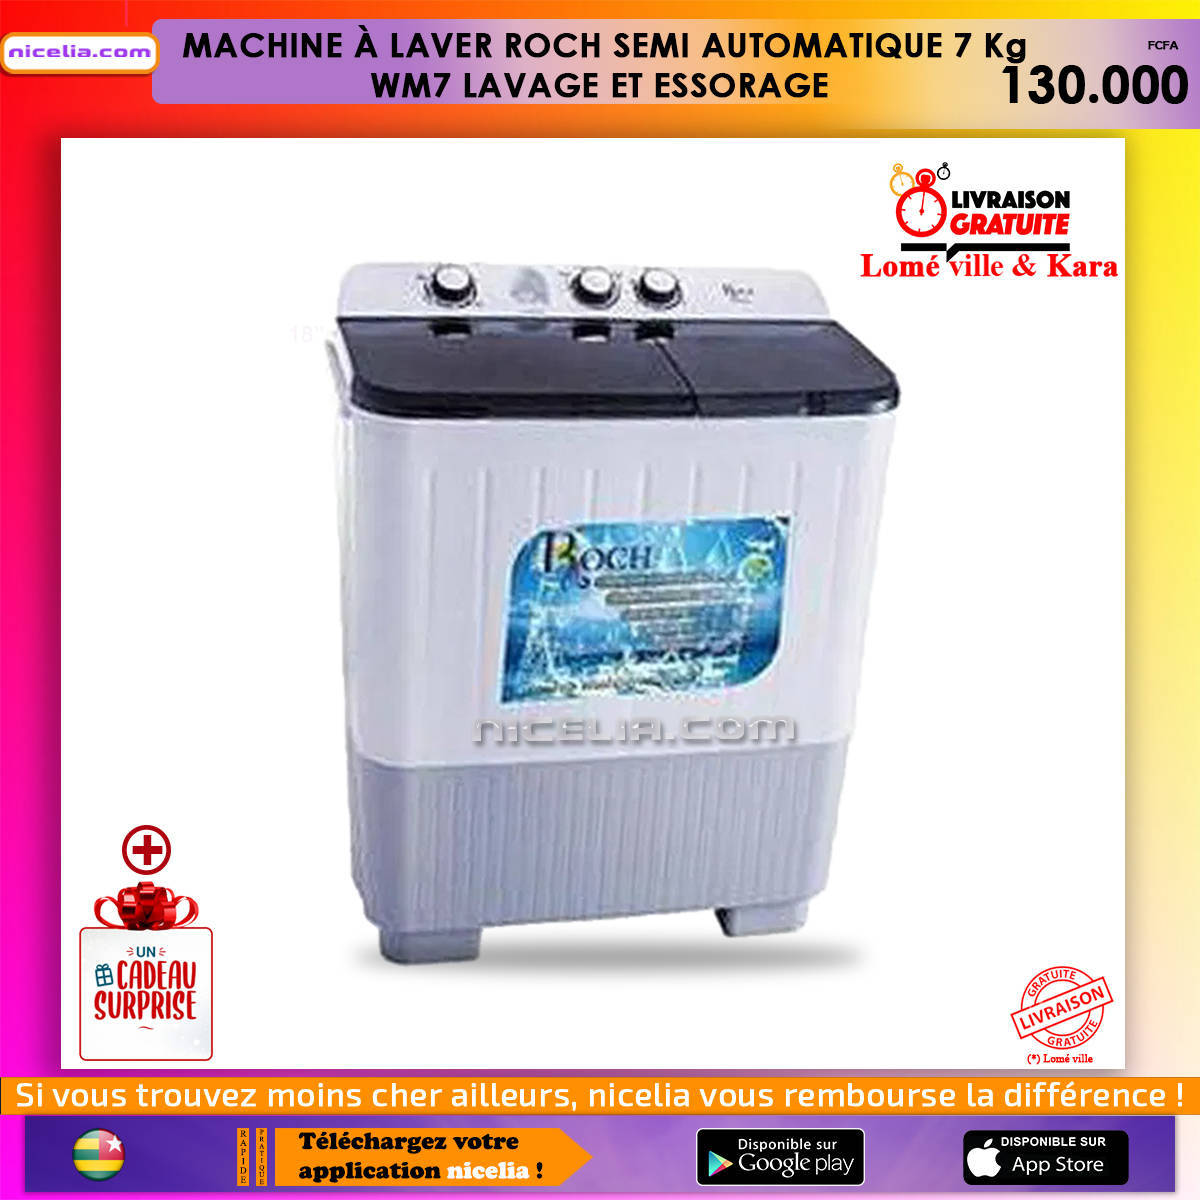 nicelia.com
MACHINE À LAVER ROCH SEMI AUTOMATIQUE 7 Kg
WM7 LAVAGE ET ESSORAGE
FCFA
130.000
LIVRAISON
GRATUITE
Lomé ville & Kara
18"
ROCH
NICELIA.COM
UN
CADEAU
SURPRISE
GRATUITE
LIVRAISON
GRATUITE
(*) Lomé ville
Si vous trouvez moins cher ailleurs, nicelia vous rembourse la différence !
RAPIDE
PRATIQUE
Téléchargez votre
application nicelia !
Disponible sur
Google play
DISPONIBLE SUR
App Store